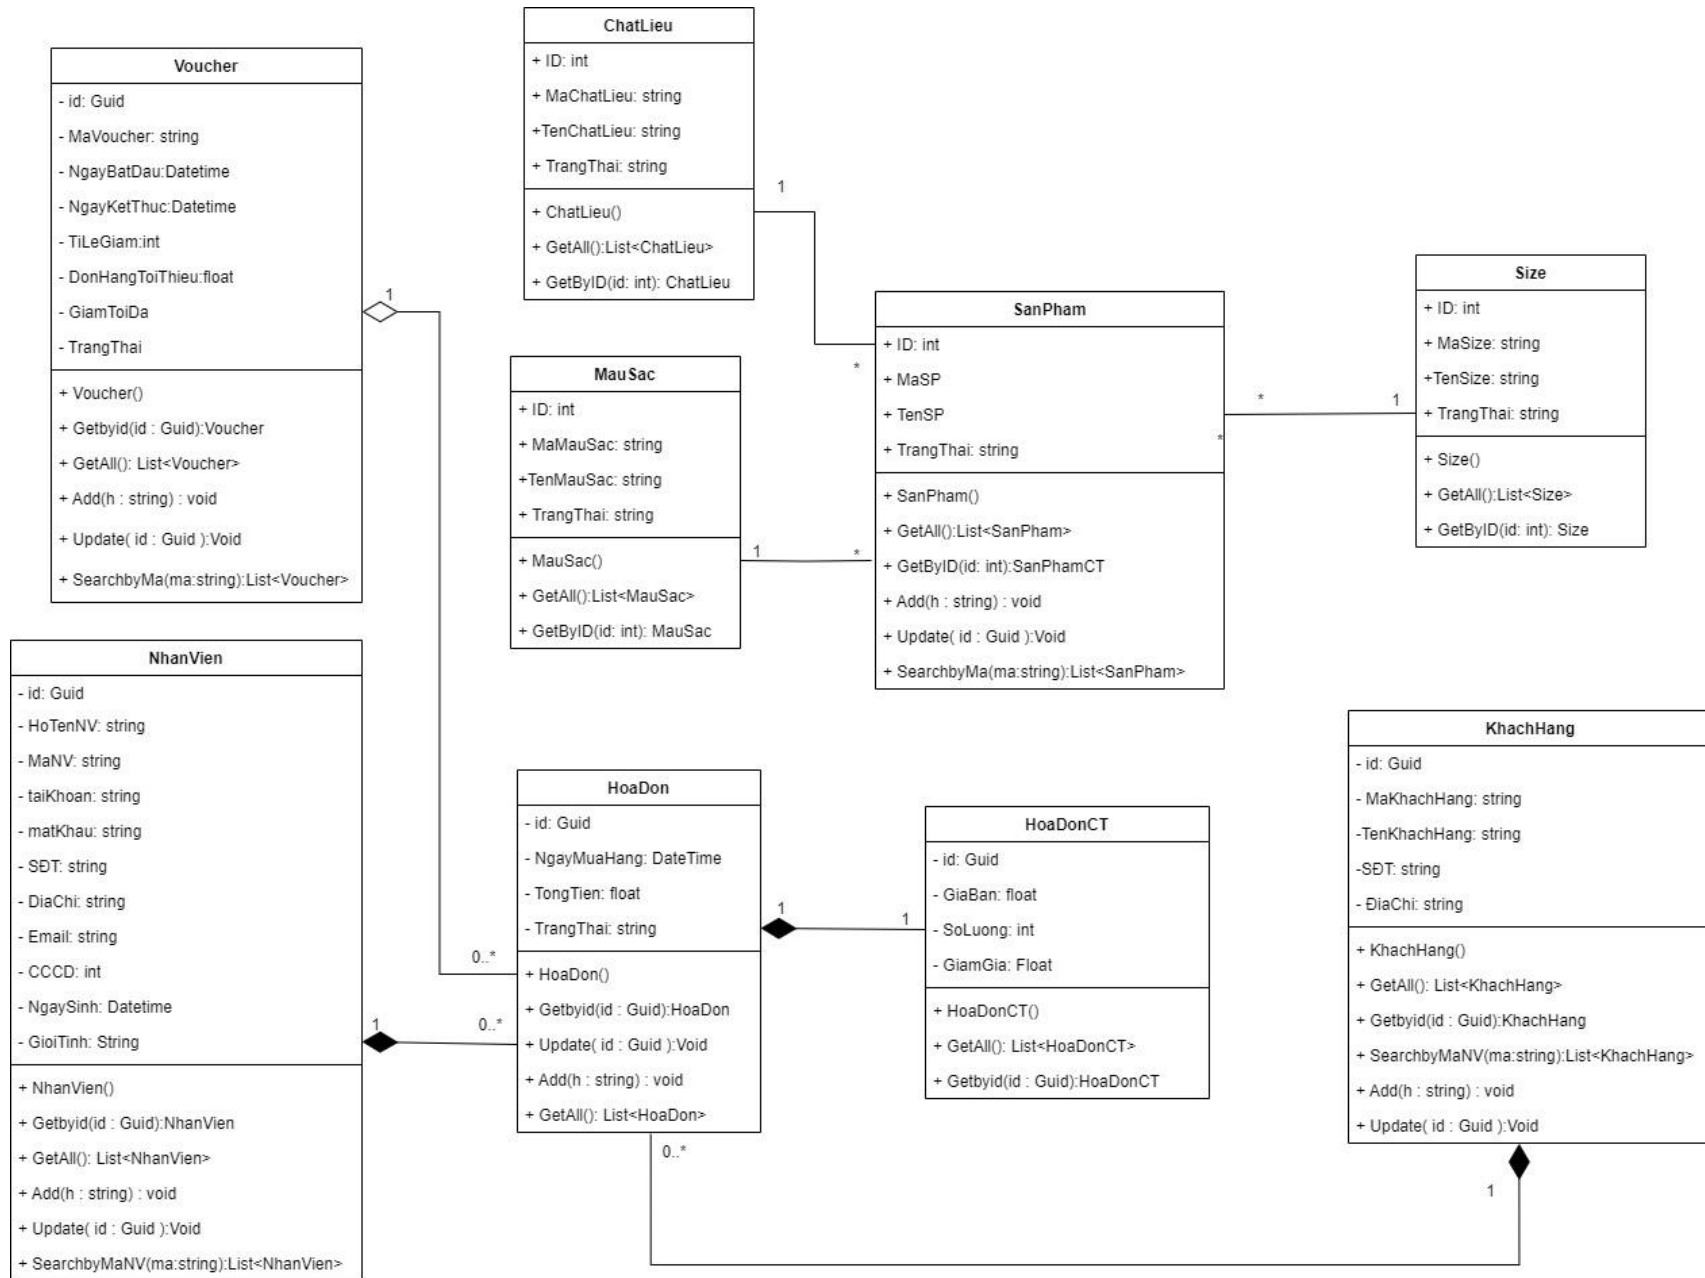 Voucher
- id: Guid
- MaVoucher: string
- NgayBatDau:Datetime
- NgayKetThuc:Datetime
- TiLeGiam:int
- DonHangToiThieu:float
- GiamToiDa
- TrangThai
+ Voucher()
+ Getbyid(id : Guid):Voucher
+ GetAll(): List<Voucher>
+ Add(h : string) : void
+ Update( id : Guid ):Void
+ SearchbyMa(ma:string):List<Voucher>
1
ChatLieu
+ ID: int
+ MaChatLieu: string
+TenChatLieu: string
+ TrangThai: string
+ ChatLieu()
+ GetAll():List<ChatLieu>
+ GetByID(id: int): ChatLieu
1
*
MauSac
+ ID: int
+ MaMauSac: string
+TenMauSac: string
+ TrangThai: string
+ MauSac()
+ GetAll():List<MauSac>
+ GetByID(id: int): MauSac
1
*
SanPham
+ ID: int
+ MaSP
+ TenSP
+ TrangThai: string
*
+ SanPham()
+ GetAll():List<SanPham>
+ GetByID(id: int):SanPhamCT
+ Add(h : string) : void
+ Update( id : Guid ):Void
+ SearchbyMa(ma:string):List<SanPham>
*
1
Size
+ ID: int
+ MaSize: string
+TenSize: string
+ TrangThai: string
+ Size()
+ GetAll():List<Size>
+ GetByID(id: int): Size
NhanVien
- id: Guid
- HoTenNV: string
- MaNV: string
- taiKhoan: string
- matKhau: string
- SĐT: string
- DiaChi: string
- Email: string
- CCCD: int
- NgaySinh: Datetime
- GioiTinh: String
+ NhanVien()
+ Getbyid(id : Guid):NhanVien
+ GetAll(): List<NhanVien>
+ Add(h : string) : void
+ Update( id : Guid ):Void
+ SearchbyMaNV(ma:string):List<NhanVien>
1
0..*
0..*
HoaDon
- id: Guid
- NgayMuaHang: DateTime
- TongTien: float
- TrangThai: string
+ HoaDon()
+ Getbyid(id : Guid):HoaDon
+ Update( id : Guid ):Void
+ Add(h : string) : void
+ GetAll(): List<HoaDon>
0..*
1
1
HoaDonCT
- id: Guid
- GiaBan: float
- SoLuong: int
- GiamGia: Float
+ HoaDonCT()
+ GetAll(): List<HoaDonCT>
+ Getbyid(id : Guid):HoaDonCT
KhachHang
- id: Guid
- MaKhachHang: string
-TenKhachHang: string
-SĐT: string
- ĐiaChi: string
+ KhachHang()
+ GetAll(): List<KhachHang>
+ Getbyid(id : Guid):KhachHang
+ SearchbyMaNV(ma:string):List<KhachHang>
+ Add(h : string) : void
+ Update( id : Guid ):Void
1